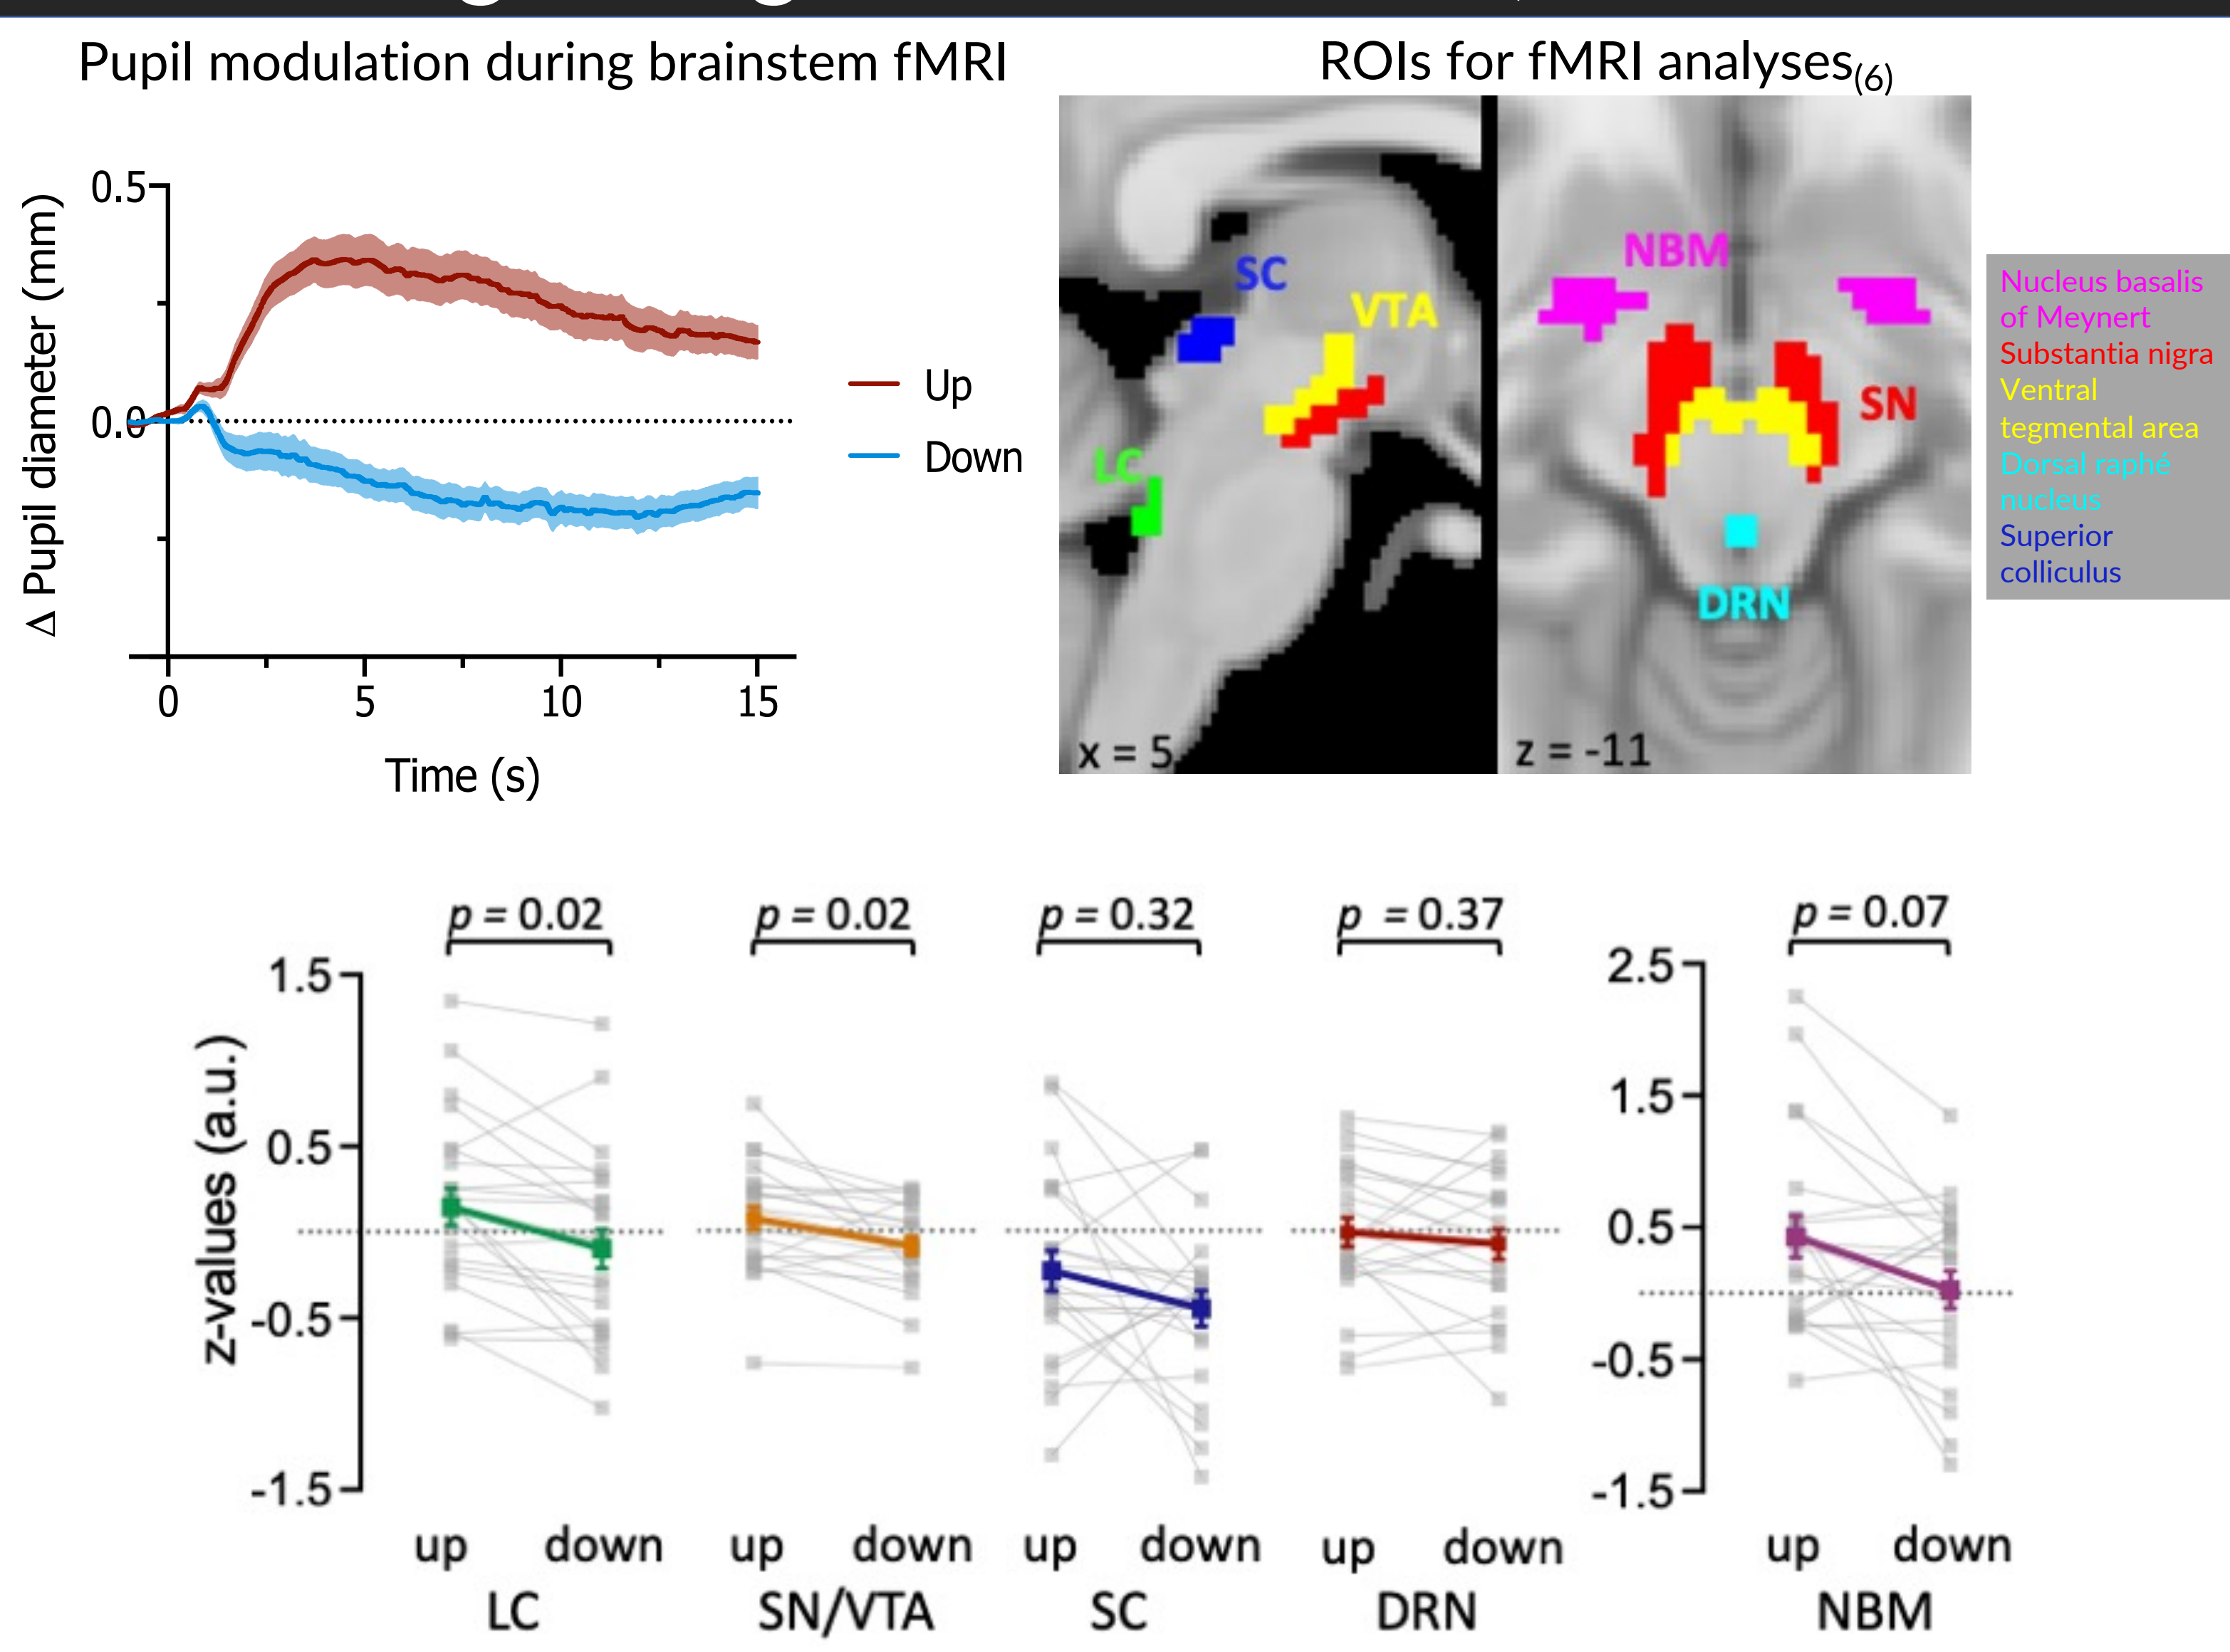 Pupil modulation during brainstem fMRI
ROIs for fMRI analyses(6)
Δ Pupil diameter (mm)
0.5
0.0
0
5
10
15
Time (s)
Up
Down
SC
VTA
LC
x = 5
NBM
SN
DRN
z = -11
Nucleus basalis
of Meynert
Substantia nigra
Ventral
tegmental area
Dorsal raphé
nucleus
Superior
colliculus
z-values (a.u.)
1.5
0.5
-0.5
-1.5
p = 0.02
p = 0.02
p = 0.32
p = 0.37
p = 0.07
2.5
1.5
0.5
-0.5
-1.5
up down
up down
up down
up down
up down
LC
SN/VTA
SC
DRN
NBM